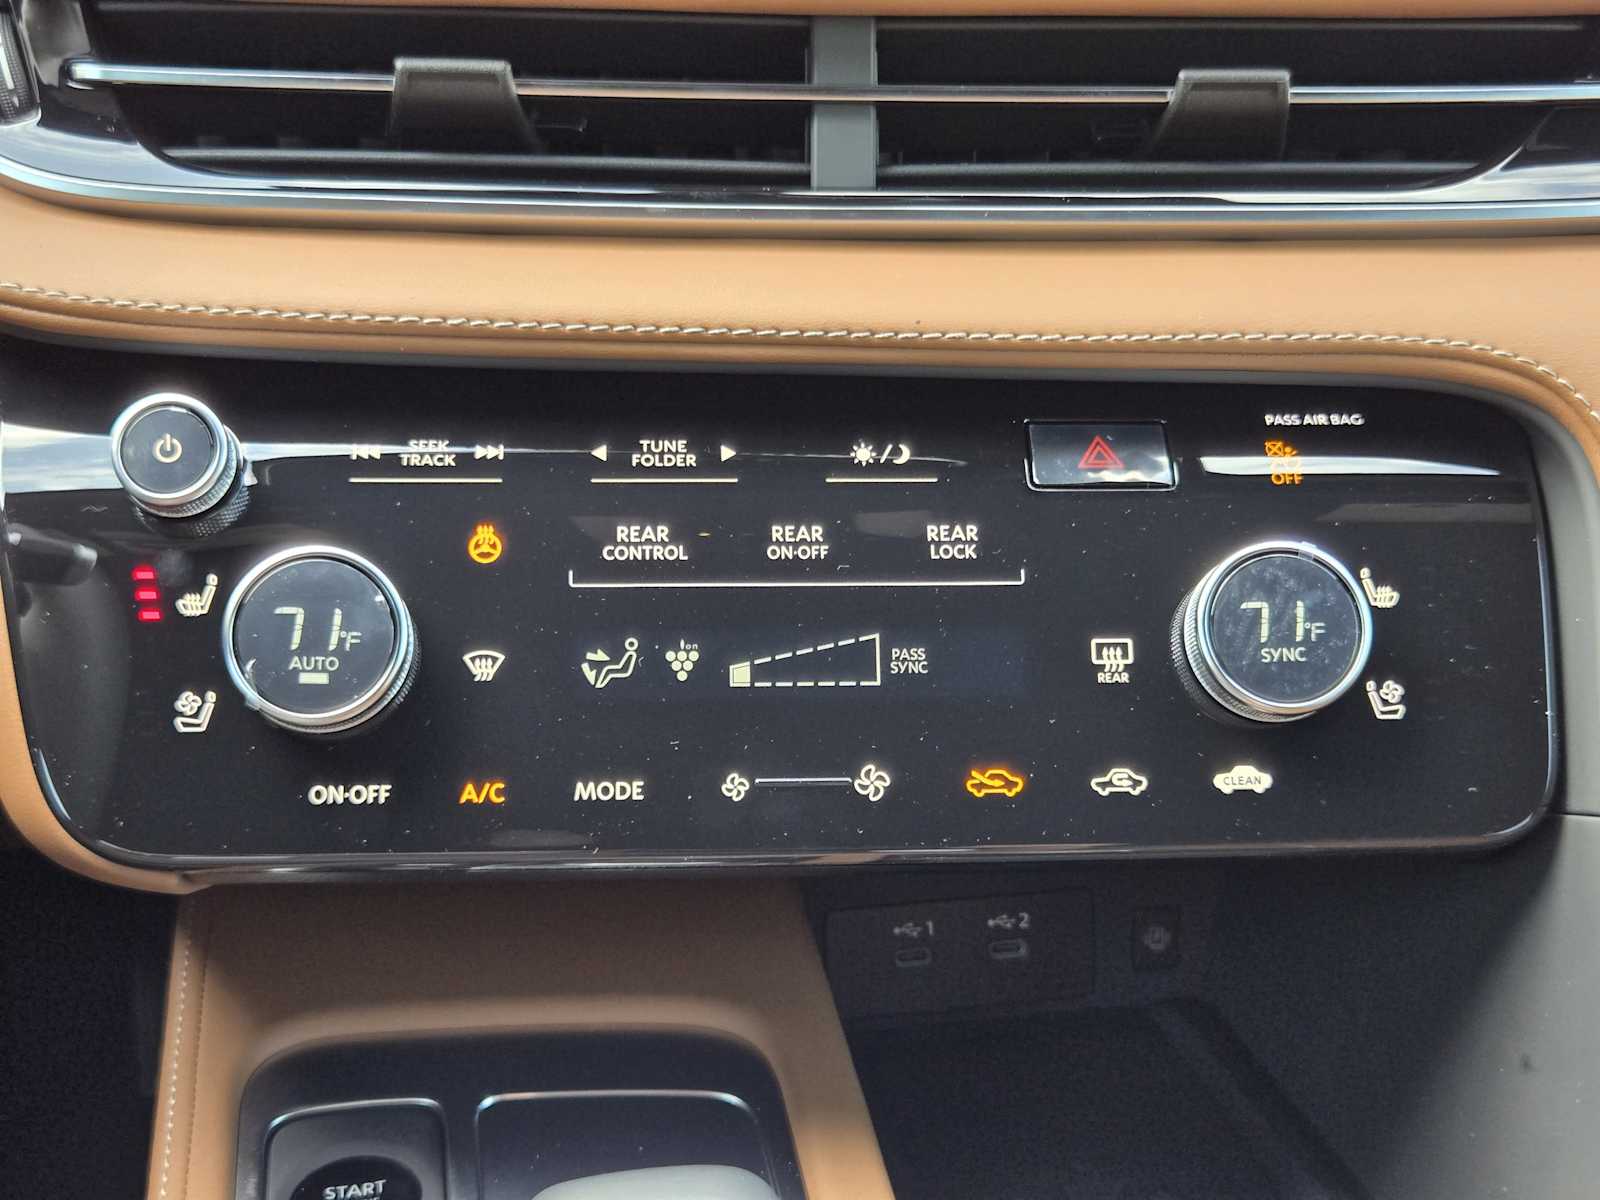 PASS AIR BAG
SEEK
TRACK
TUNE
FOLDER
OFF
REAR
CONTROL
REAR
ON·OFF
REAR
LOCK
71°F
AUTO
71°F
SYNC
ion
PASS
SYNC
REAR
ON·OFF
A/C
MODE
CLEAN
1
2
START